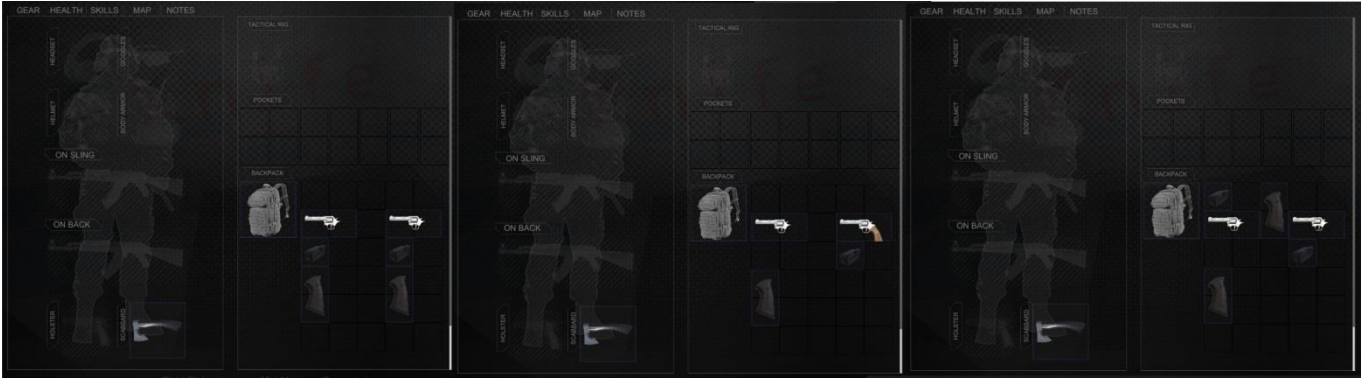 GEAR HEALTH SKILLS MAP NOTES
TACTICAL RIG
HEADSET
GOGGLES
HELMET
BODY ARMOR
POCKETS
ON SLING
BACKPACK
ON BACK
HOLSTER
SCABBARD
GEAR HEALTH SKILLS MAP NOTES
TACTICAL RIG
HEADSET
GOGGLES
HELMET
BODY ARMOR
POCKETS
ON SLING
BACKPACK
ON BACK
HOLSTER
SCABBARD
GEAR HEALTH SKILLS MAP NOTES
TACTICAL RIG
HEADSET
GOGGLES
HELMET
BODY ARMOR
POCKETS
ON SLING
BACKPACK
ON BACK
HOLSTER
SCABBARD